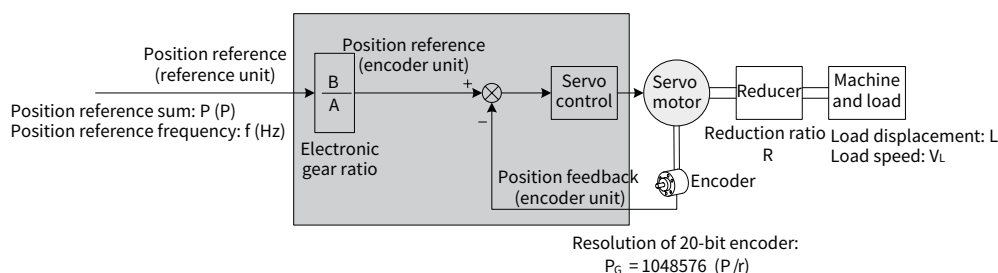 Position reference
(reference unit)
Position reference sum: P (P)
Position reference frequency: f (Hz)
Position reference
(encoder unit)
B
A
Electronic
gear ratio
+
−
Servo
control
Servo
motor
Reducer
Reduction ratio
R
Machine
and load
Load displacement: L
Load speed: VL
Position feedback
(encoder unit)
Encoder
Resolution of 20-bit encoder:
PG = 1048576 (P/r)